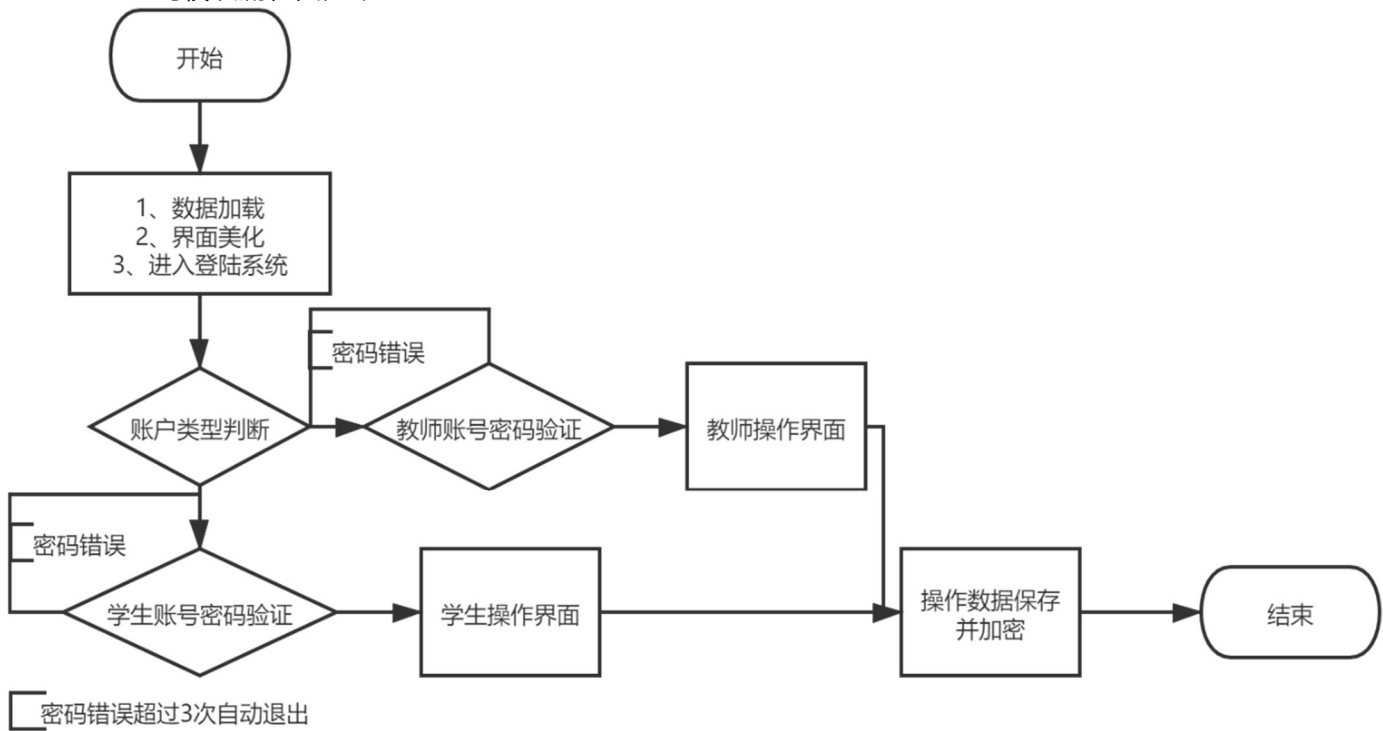 开始
1、数据加载
2、界面美化
3、进入登陆系统
密码错误
账户类型判断
教师账号密码验证
教师操作界面
密码错误
学生账号密码验证
学生操作界面
操作数据保存
并加密
结束
密码错误超过3次自动退出